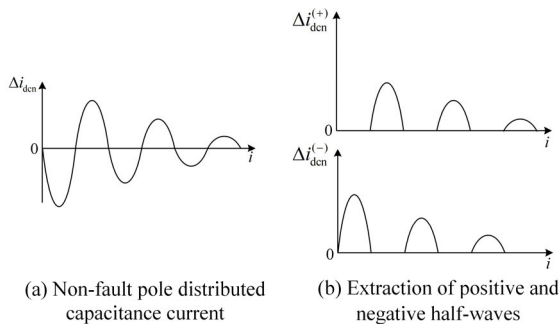 Δi_dcn
0
i
(a) Non-fault pole distributed
capacitance current
Δi_dcn^(+)
0
i
Δi_dcn^(-)
0
i
(b) Extraction of positive and
negative half-waves